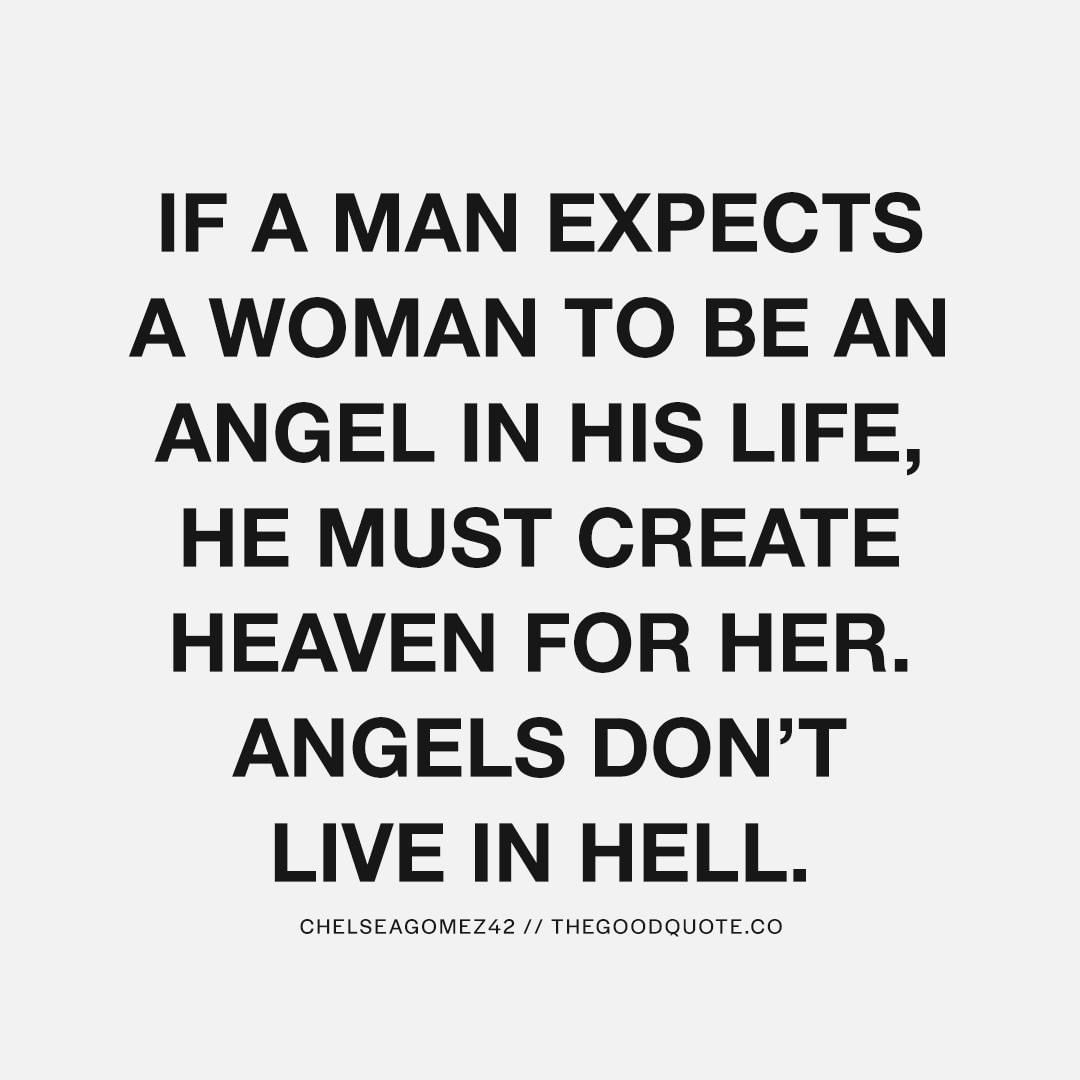 IF A MAN EXPECTS
A WOMAN TO BE AN
ANGEL IN HIS LIFE,
HE MUST CREATE
HEAVEN FOR HER.
ANGELS DON’T
LIVE IN HELL.
CHELSEAGOMEZ42 // THEGOODQUOTE.CO